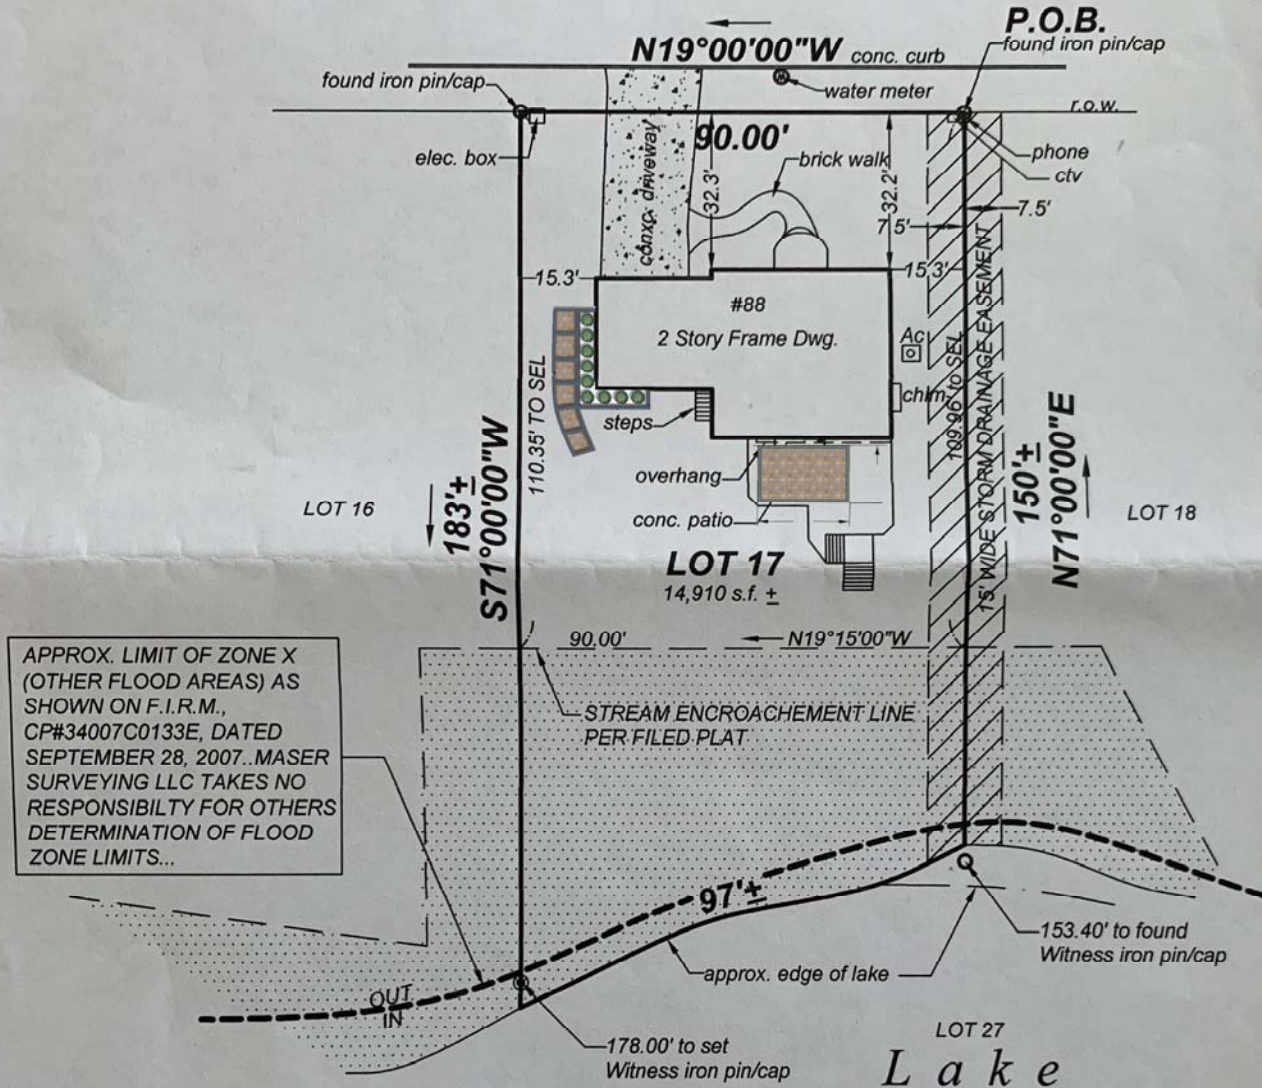 P.O.B.
found iron pin/cap
N19°00'00"W
conc. curb
found iron pin/cap
water meter
r.o.w.
90.00'
elec. box
conxc. driveway
32.3'
brick walk
32.2'
phone
ctv
7.5'
7.5'
15.3'
15.3'
#88
2 Story Frame Dwg.
Ac
chim-
steps
110.35' TO SEL
109.96' to SEL
15' WIDE STORM DRAINAGE EASEMENT
overhang
conc. patio
LOT 16
183'±
S71°00'00"W
150'±
N71°00'00"E
LOT 18
LOT 17
14,910 s.f. ±
90.00'
N19°15'00"W
APPROX. LIMIT OF ZONE X
(OTHER FLOOD AREAS) AS
SHOWN ON F.I.R.M.,
CP#34007C0133E, DATED
SEPTEMBER 28, 2007..MASER
SURVEYING LLC TAKES NO
RESPONSIBILTY FOR OTHERS
DETERMINATION OF FLOOD
ZONE LIMITS...
STREAM ENCROACHEMENT LINE
PER FILED PLAT
97'±
153.40' to found
Witness iron pin/cap
approx. edge of lake
OUT
IN
178.00' to set
Witness iron pin/cap
LOT 27
Lake